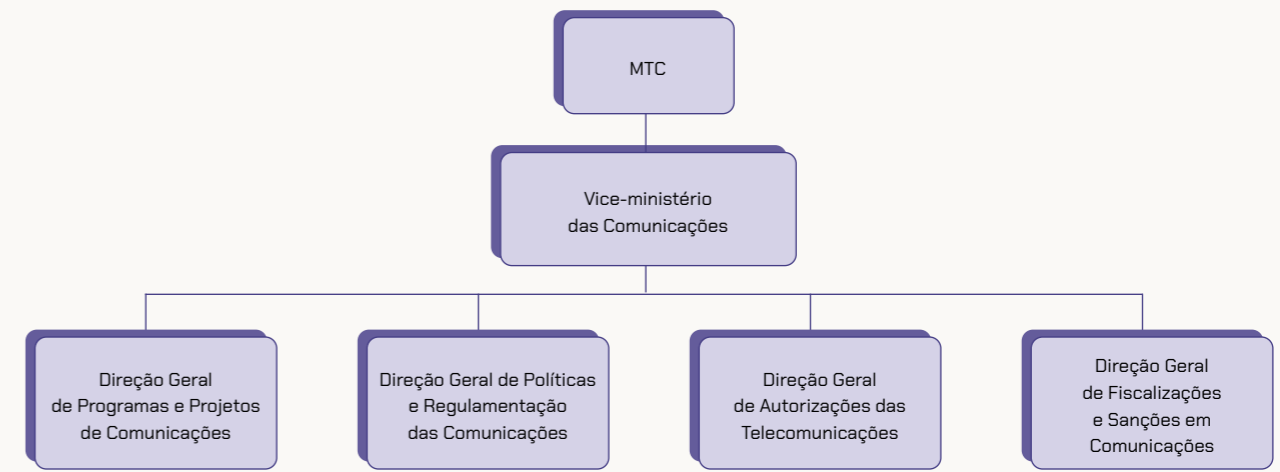 MTC
Vice-ministério
das Comunicações
Direção Geral
de Programas e Projetos
de Comunicações
Direção Geral de Políticas
e Regulamentação
das Comunicações
Direção Geral
de Autorizações das
Telecomunicações
Direção Geral
de Fiscalizações
e Sanções em
Comunicações